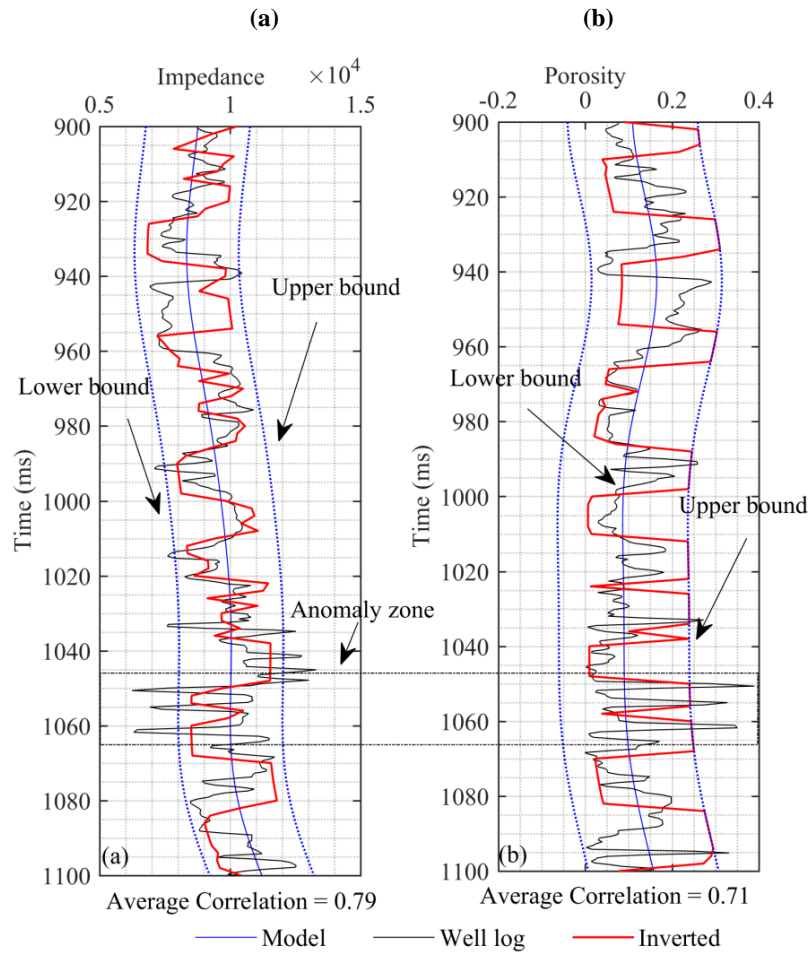 (a)
(b)
Impedance
×10⁴
0.5
1
1.5
Porosity
-0.2
0
0.2
0.4
900
920
940
960
980
1000
1020
1040
1060
1080
1100
Time (ms)
Upper bound
Lower bound
Anomaly zone
(a)
Average Correlation = 0.79
900
920
940
960
980
1000
1020
1040
1060
1080
1100
Time (ms)
Lower bound
Upper bound
(b)
Average Correlation = 0.71
Model
Well log
Inverted